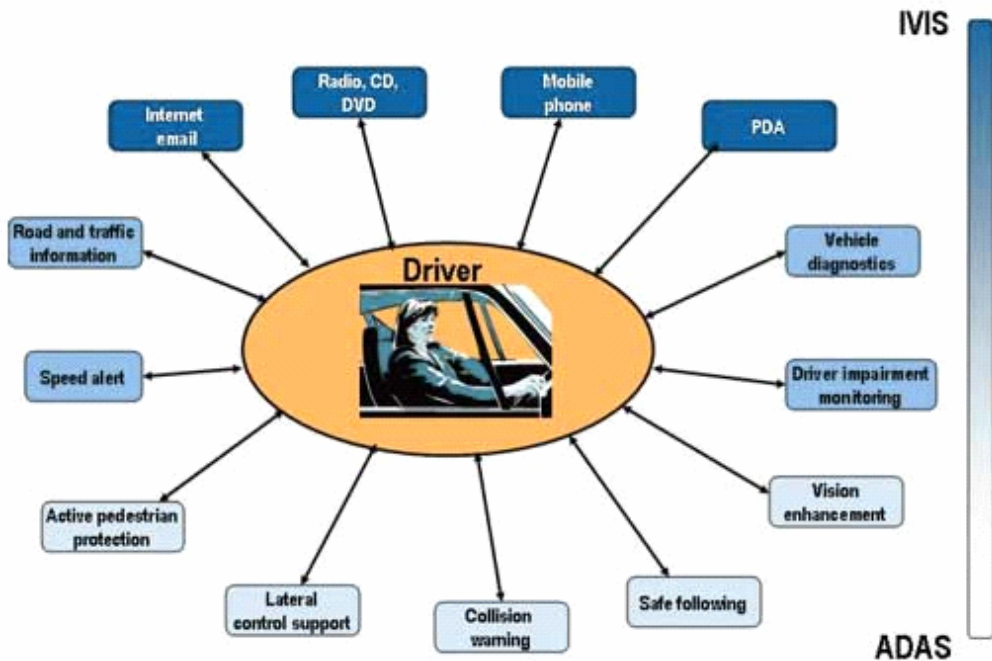 IVIS
Radio, CD,
DVD
Mobile
phone
Internet
email
PDA
Road and traffic
information
Vehicle
diagnostics
Driver
Speed alert
Driver impairment
monitoring
Active pedestrian
protection
Vision
enhancement
Lateral
control support
Collision
warning
Safe following
ADAS